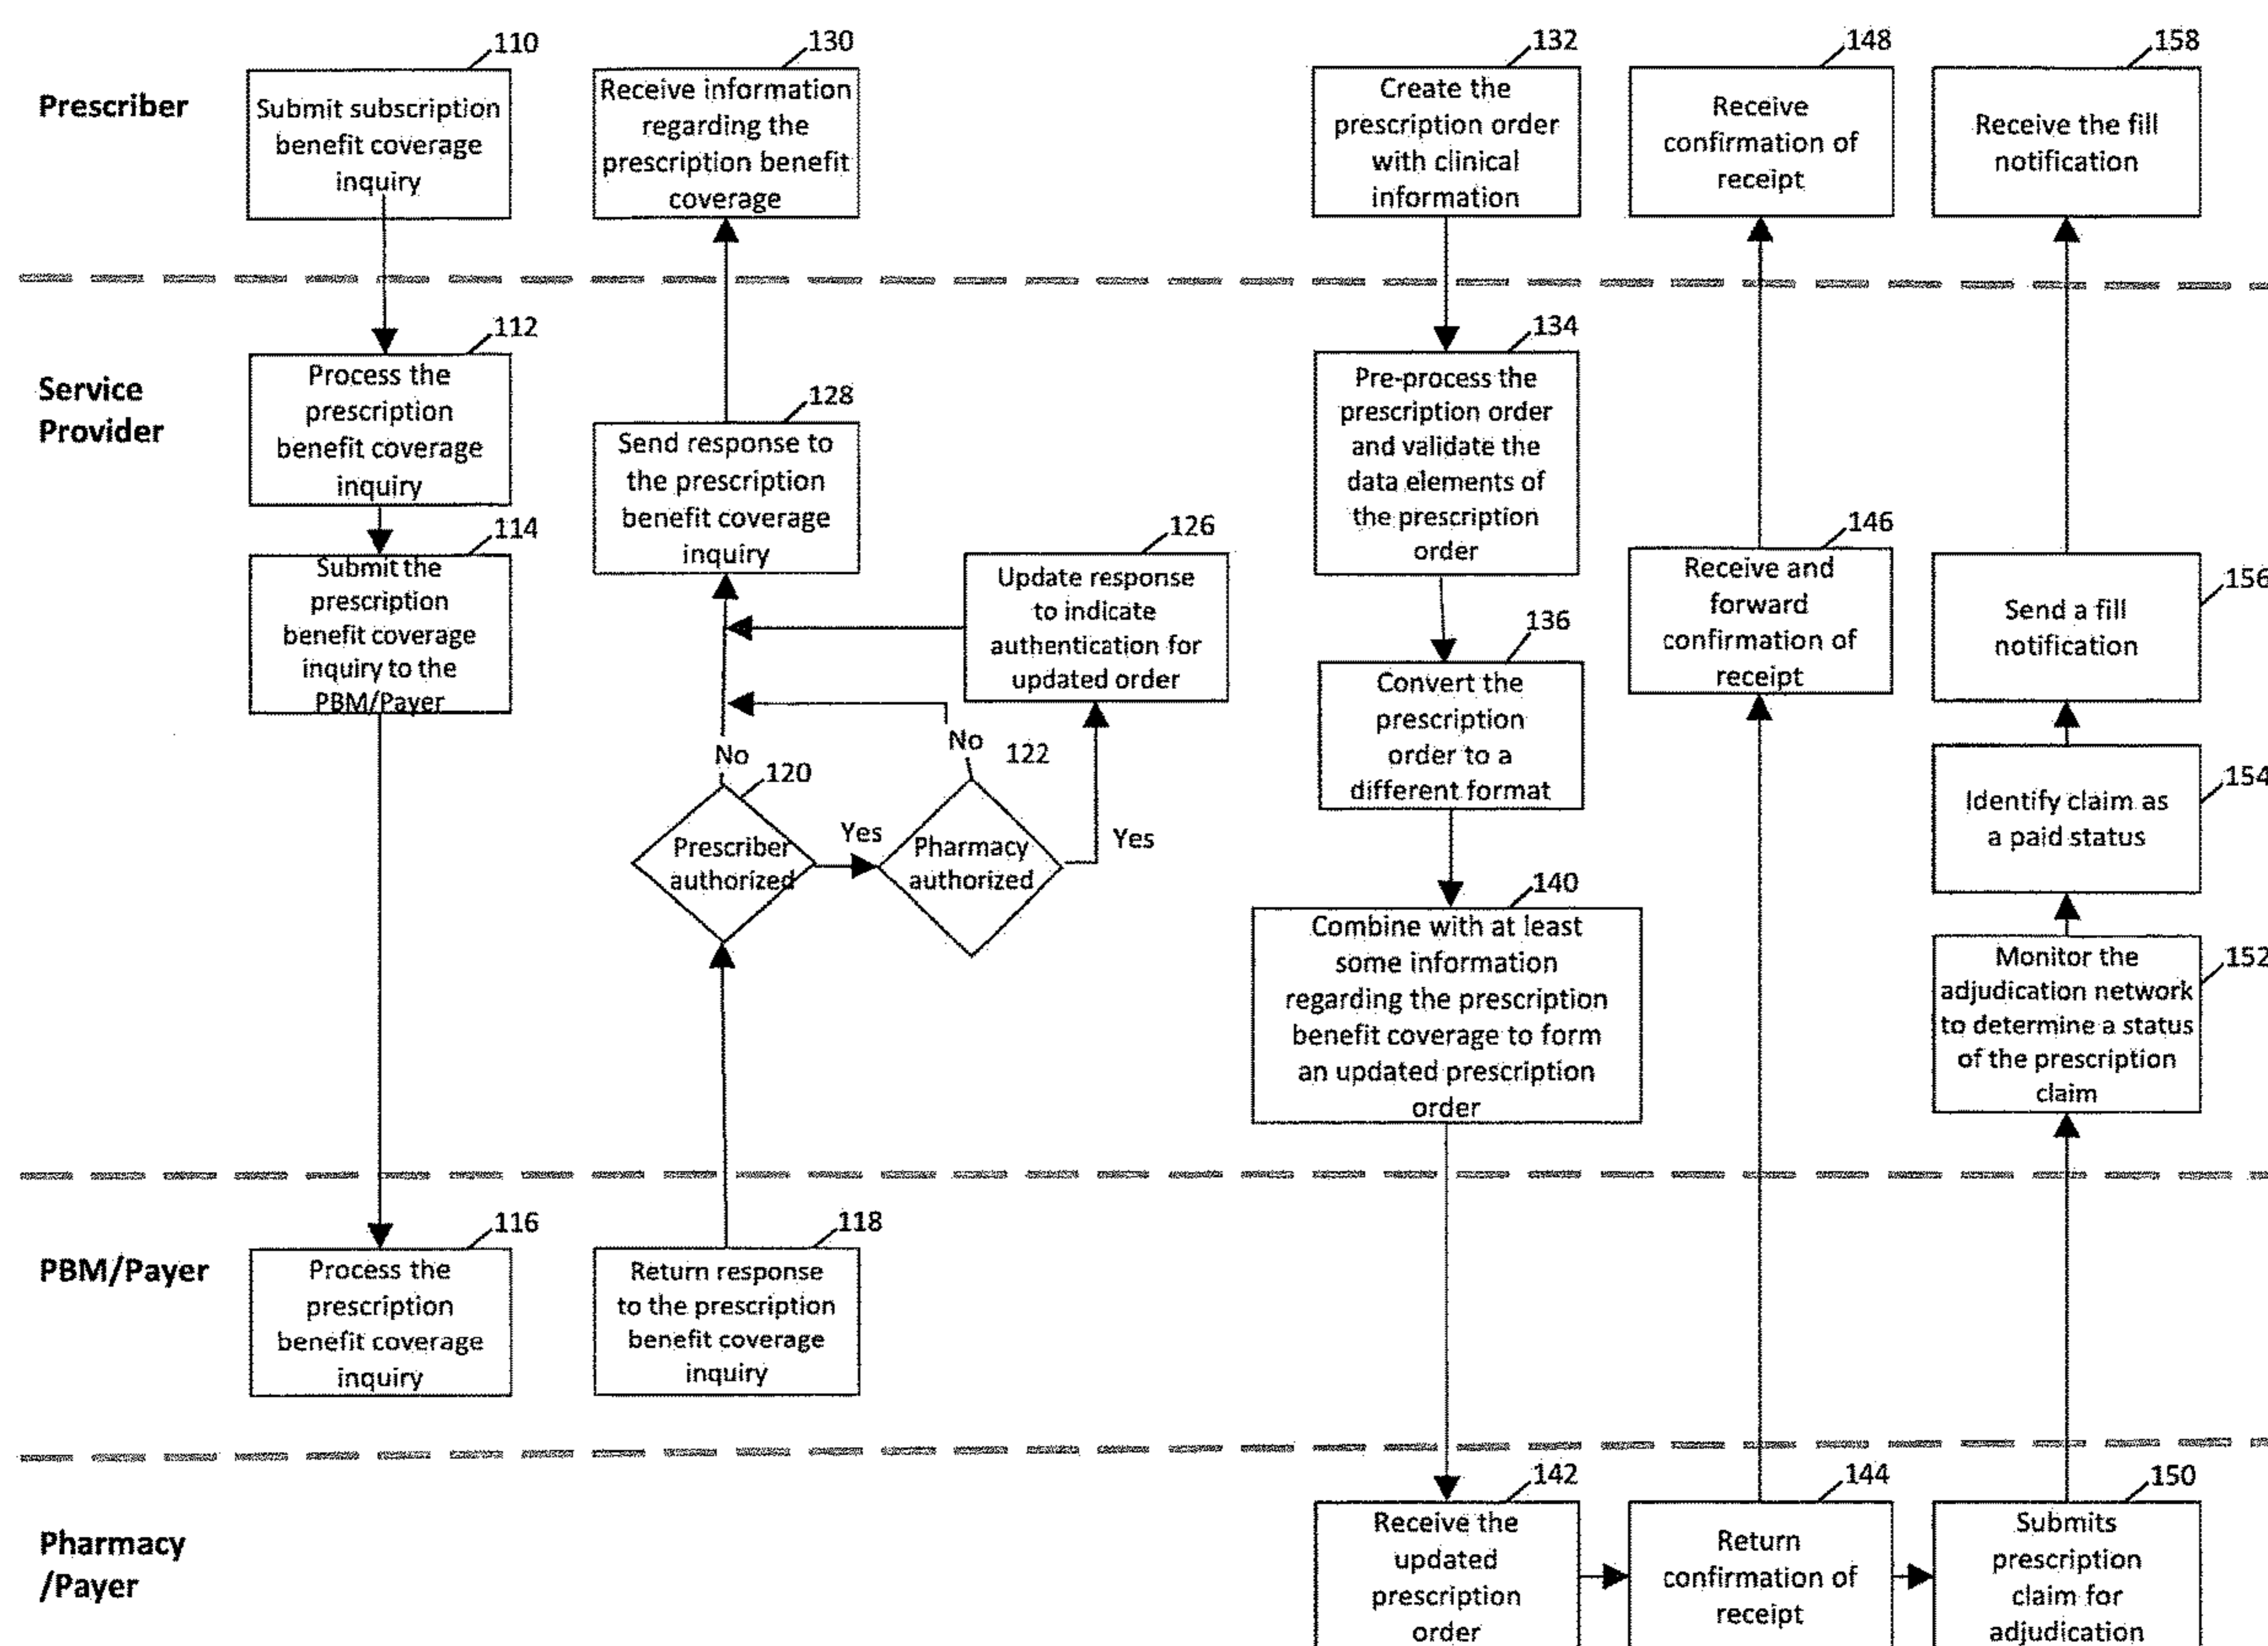 Prescriber
110
Submit subscription
benefit coverage
inquiry
130
Receive information
regarding the
prescription benefit
coverage
132
Create the
prescription order
with clinical
information
148
Receive
confirmation of
receipt
158
Receive the fill
notification
Service
Provider
112
Process the
prescription
benefit coverage
inquiry
114
Submit the
prescription
benefit coverage
inquiry to the
PBM/Payer
128
Send response to
the prescription
benefit coverage
inquiry
126
Update response
to indicate
authentication for
updated order
No
120
Prescriber
authorized
Yes
No
122
Pharmacy
authorized
Yes
134
Pre-process the
prescription order
and validate the
data elements of
the prescription
order
136
Convert the
prescription
order to a
different format
140
Combine with at least
some information
regarding the prescription
benefit coverage to form
an updated prescription
order
146
Receive and
forward
confirmation of
receipt
156
Send a fill
notification
154
Identify claim as
a paid status
152
Monitor the
adjudication network
to determine a status
of the prescription
claim
PBM/Payer
116
Process the
prescription
benefit coverage
inquiry
118
Return response
to the prescription
benefit coverage
inquiry
Pharmacy
/Payer
142
Receive the
updated
prescription
order
144
Return
confirmation of
receipt
150
Submits
prescription
claim for
adjudication